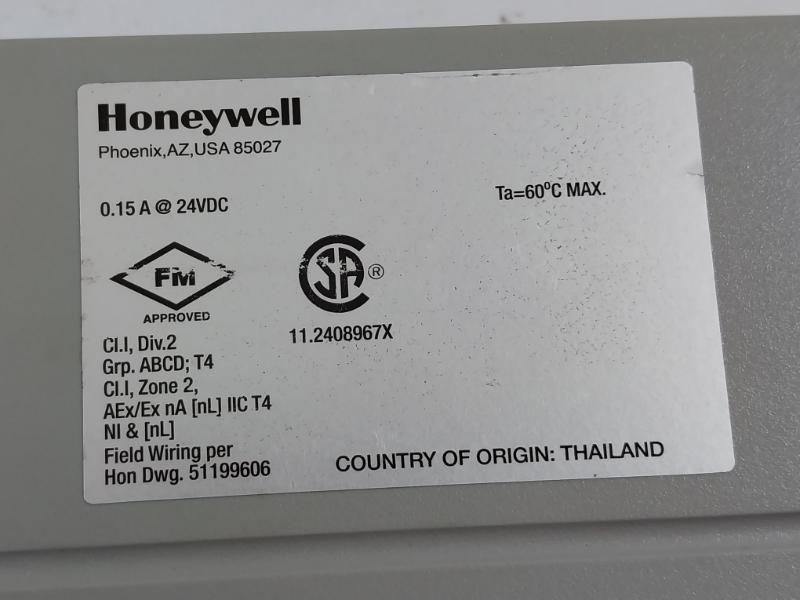 Honeywell
Phoenix,AZ,USA 85027
0.15 A @ 24VDC
Ta=60ºC MAX.
FM
APPROVED
CSA ®
11.2408967X
Cl.I, Div.2
Grp. ABCD; T4
Cl.I, Zone 2,
AEx/Ex nA [nL] IIC T4
NI & [nL]
Field Wiring per
Hon Dwg. 51199606
COUNTRY OF ORIGIN: THAILAND